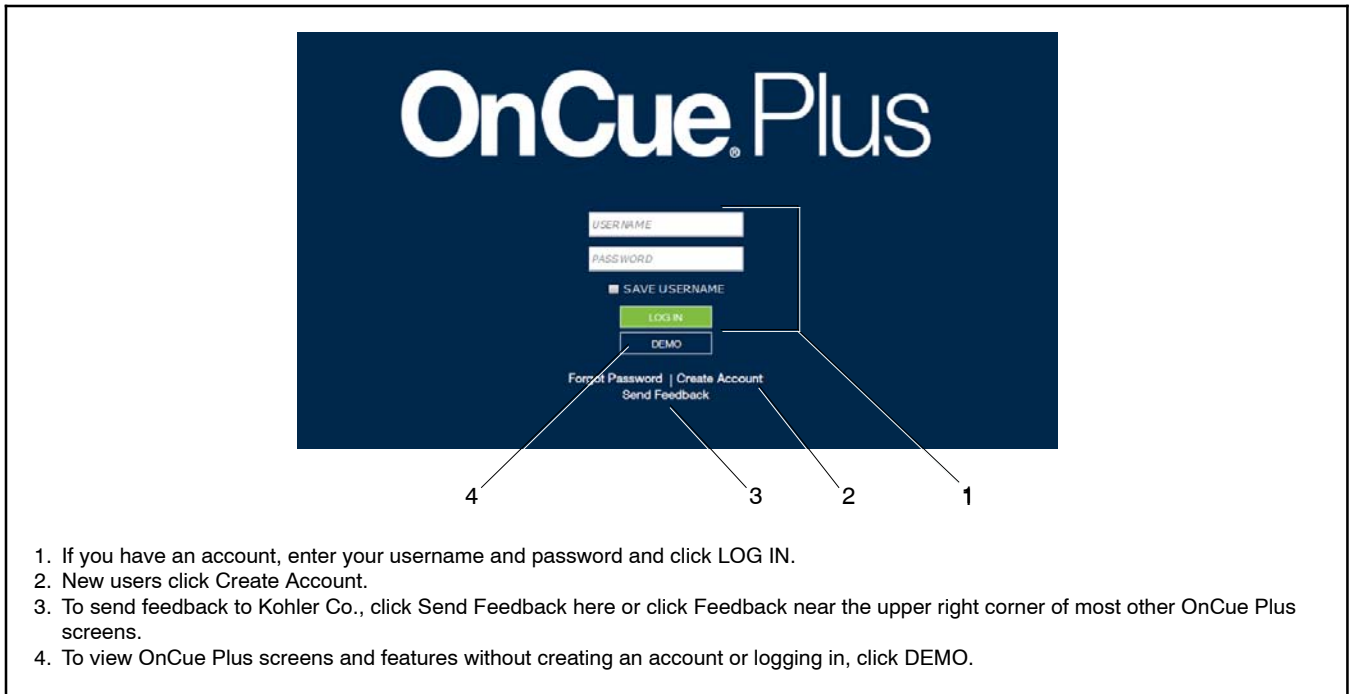 OnCue® Plus
USERNAME
PASSWORD
SAVE USERNAME
LOG IN
DEMO
Forgot Password | Create Account
Send Feedback
4 3 2 1
1. If you have an account, enter your username and password and click LOG IN.
2. New users click Create Account.
3. To send feedback to Kohler Co., click Send Feedback here or click Feedback near the upper right corner of most other OnCue Plus
screens.
4. To view OnCue Plus screens and features without creating an account or logging in, click DEMO.